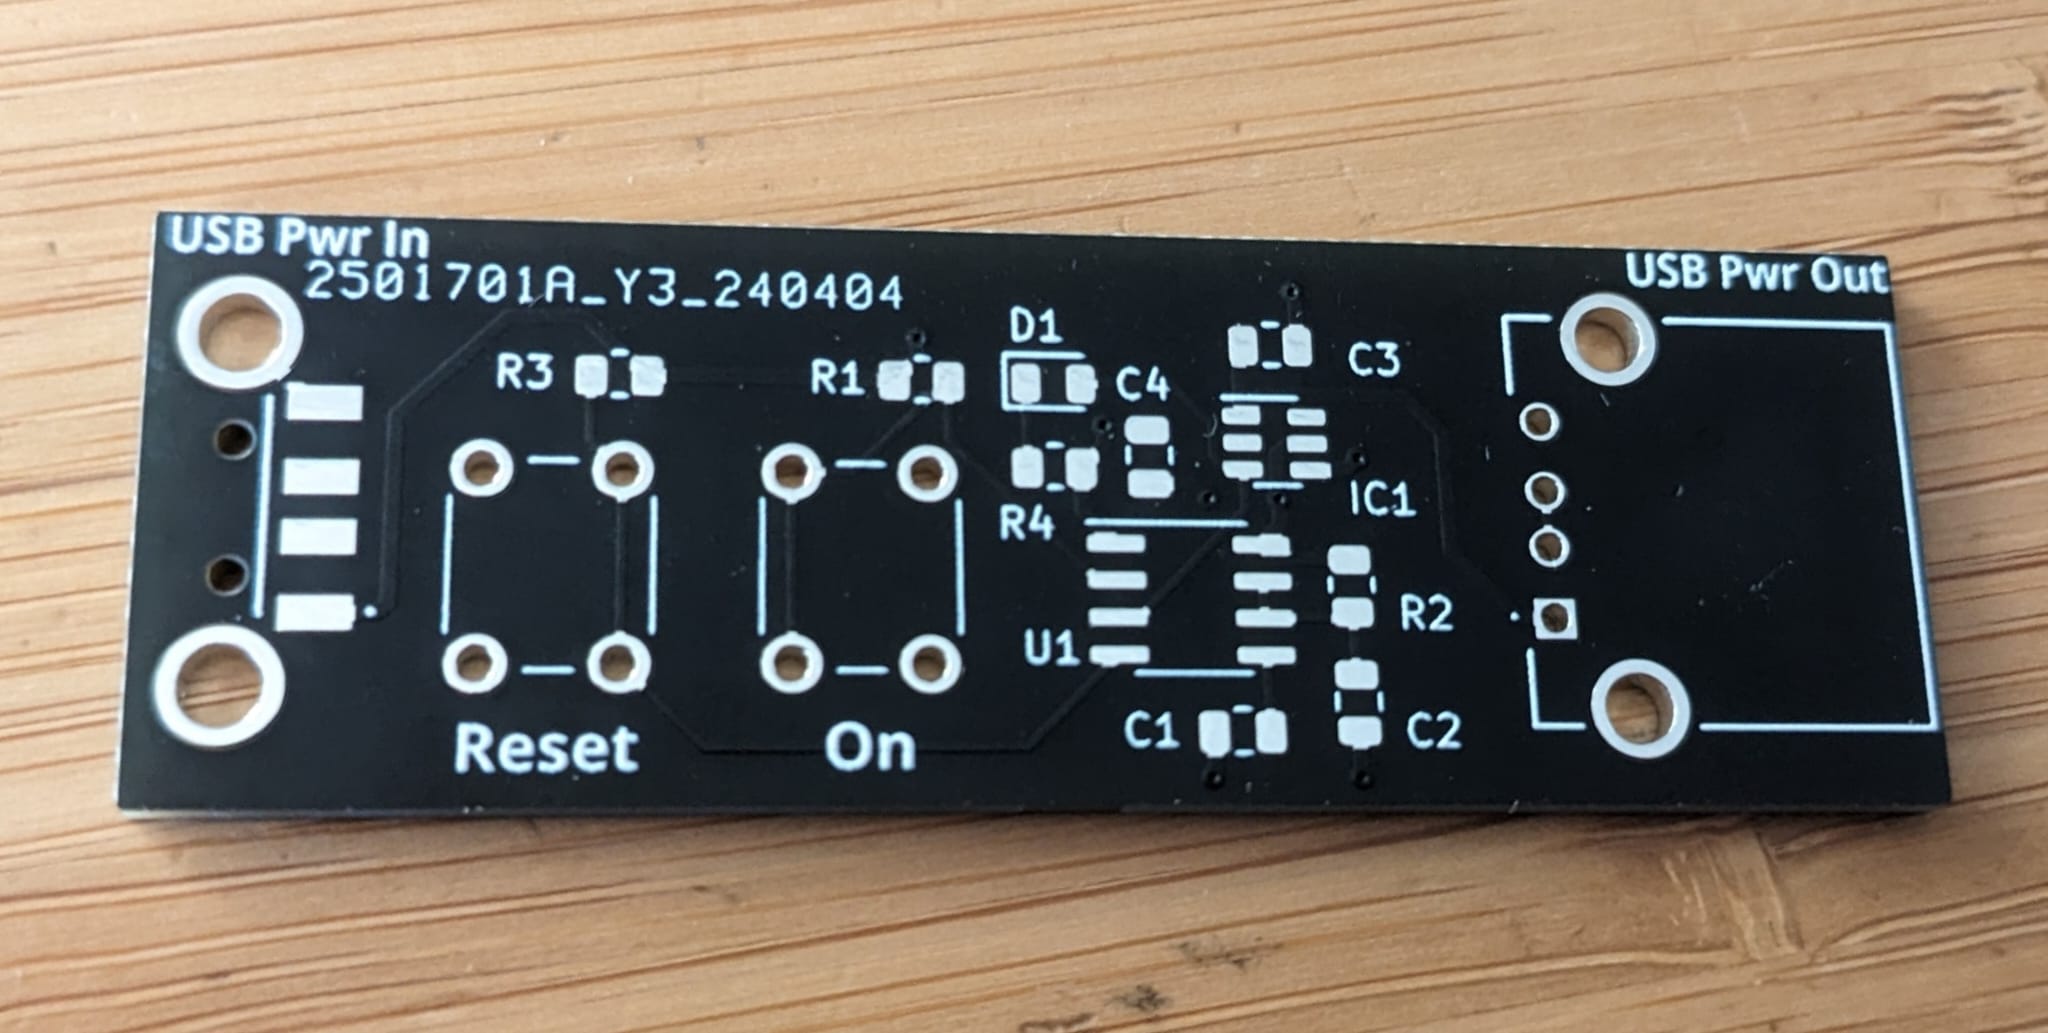 USB Pwr In
USB Pwr Out
2501701A_Y3_240404
D1
R3
R1
C4
C3
IC1
R4
R2
U1
C1
C2
Reset
On